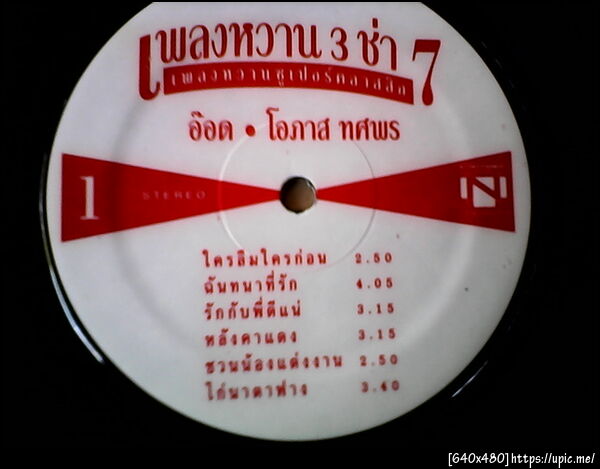 เพลงหวาน 3 ช่า 7
เพลงหวานซูเปอร์คลาสสิค
อ๊อด • โอภาส ทศพร
1 STEREO
ใครลืมใครก่อน 2.50
ฉันทนาที่รัก 4.05
รักกับพี่ดีแน่ 3.15
หลังคาแดง 3.15
ชวนน้องแต่งงาน 2.50
ไก่นาตาฟาง 3.40
[640x480]https://upic.me/